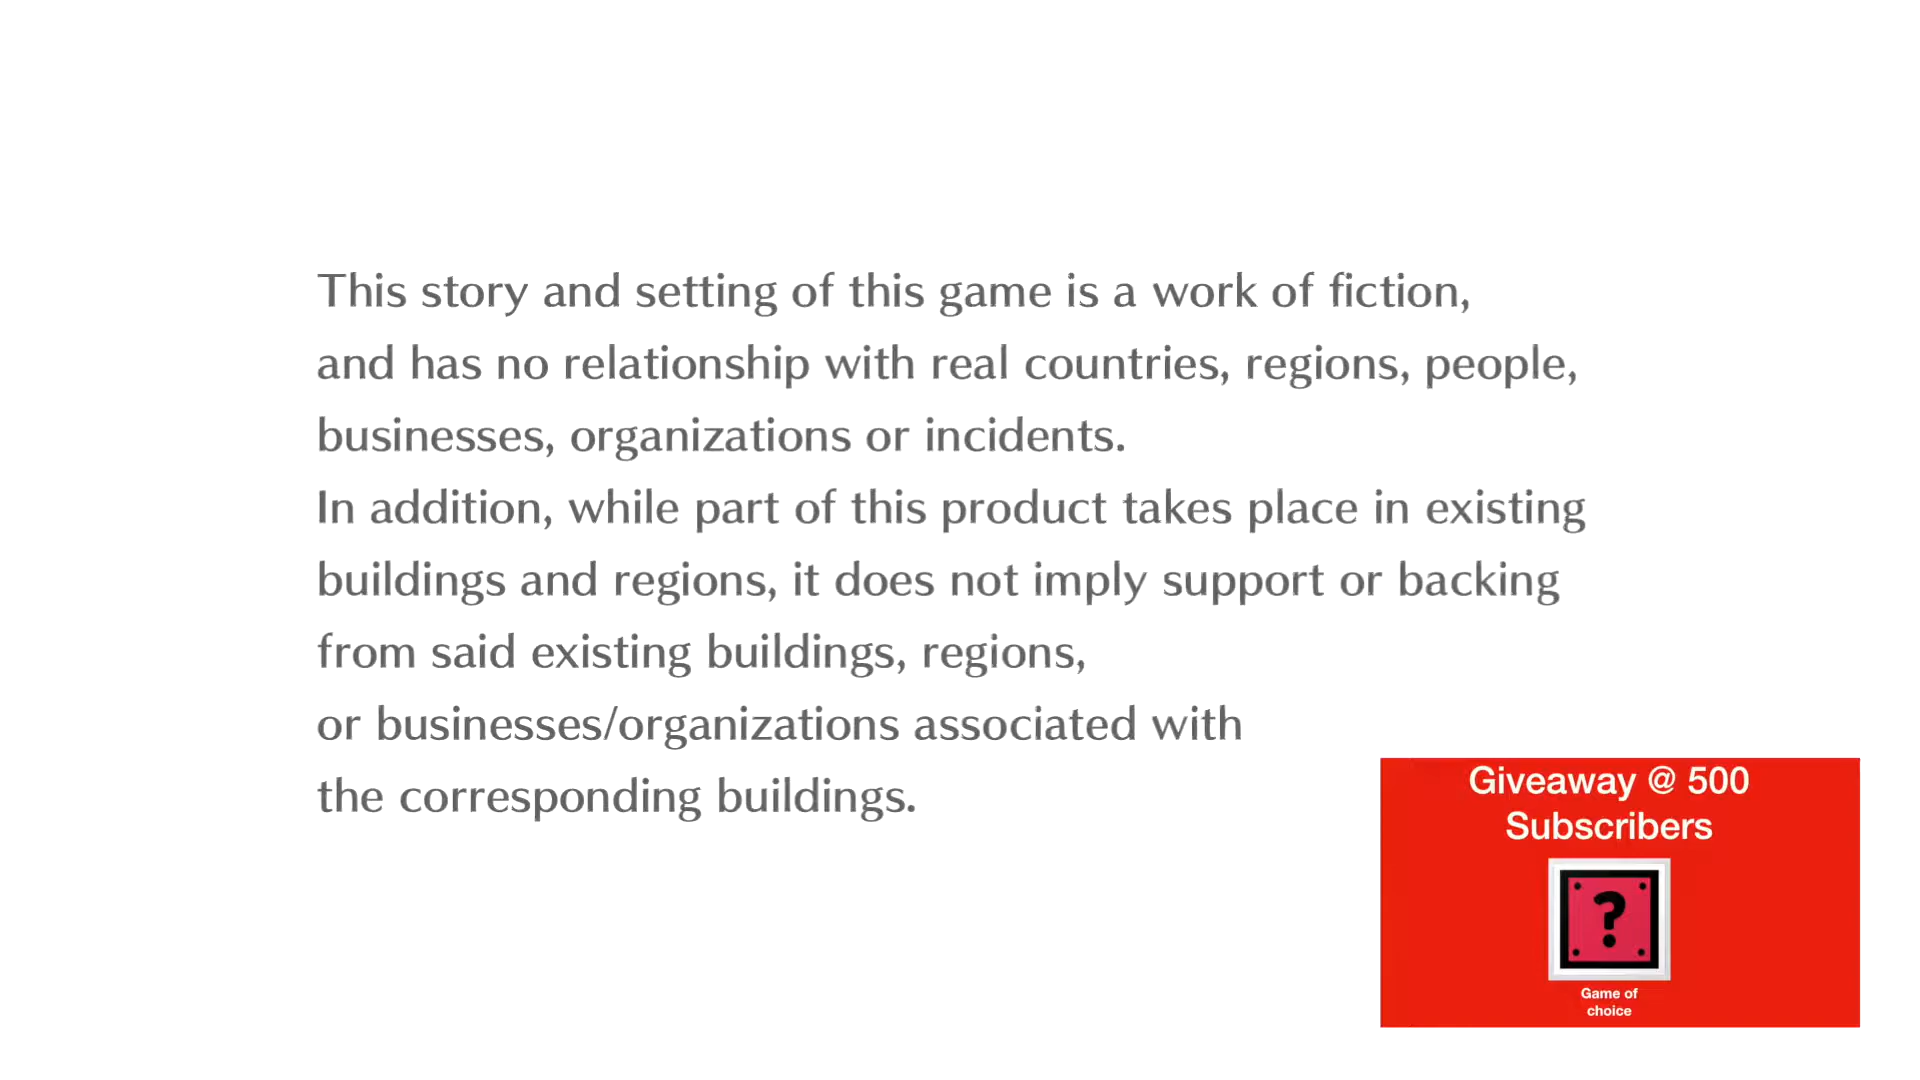 This story and setting of this game is a work of fiction,
and has no relationship with real countries, regions, people,
businesses, organizations or incidents.
In addition, while part of this product takes place in existing
buildings and regions, it does not imply support or backing
from said existing buildings, regions,
or businesses/organizations associated with
the corresponding buildings.
Giveaway @ 500
Subscribers
?
Game of
choice